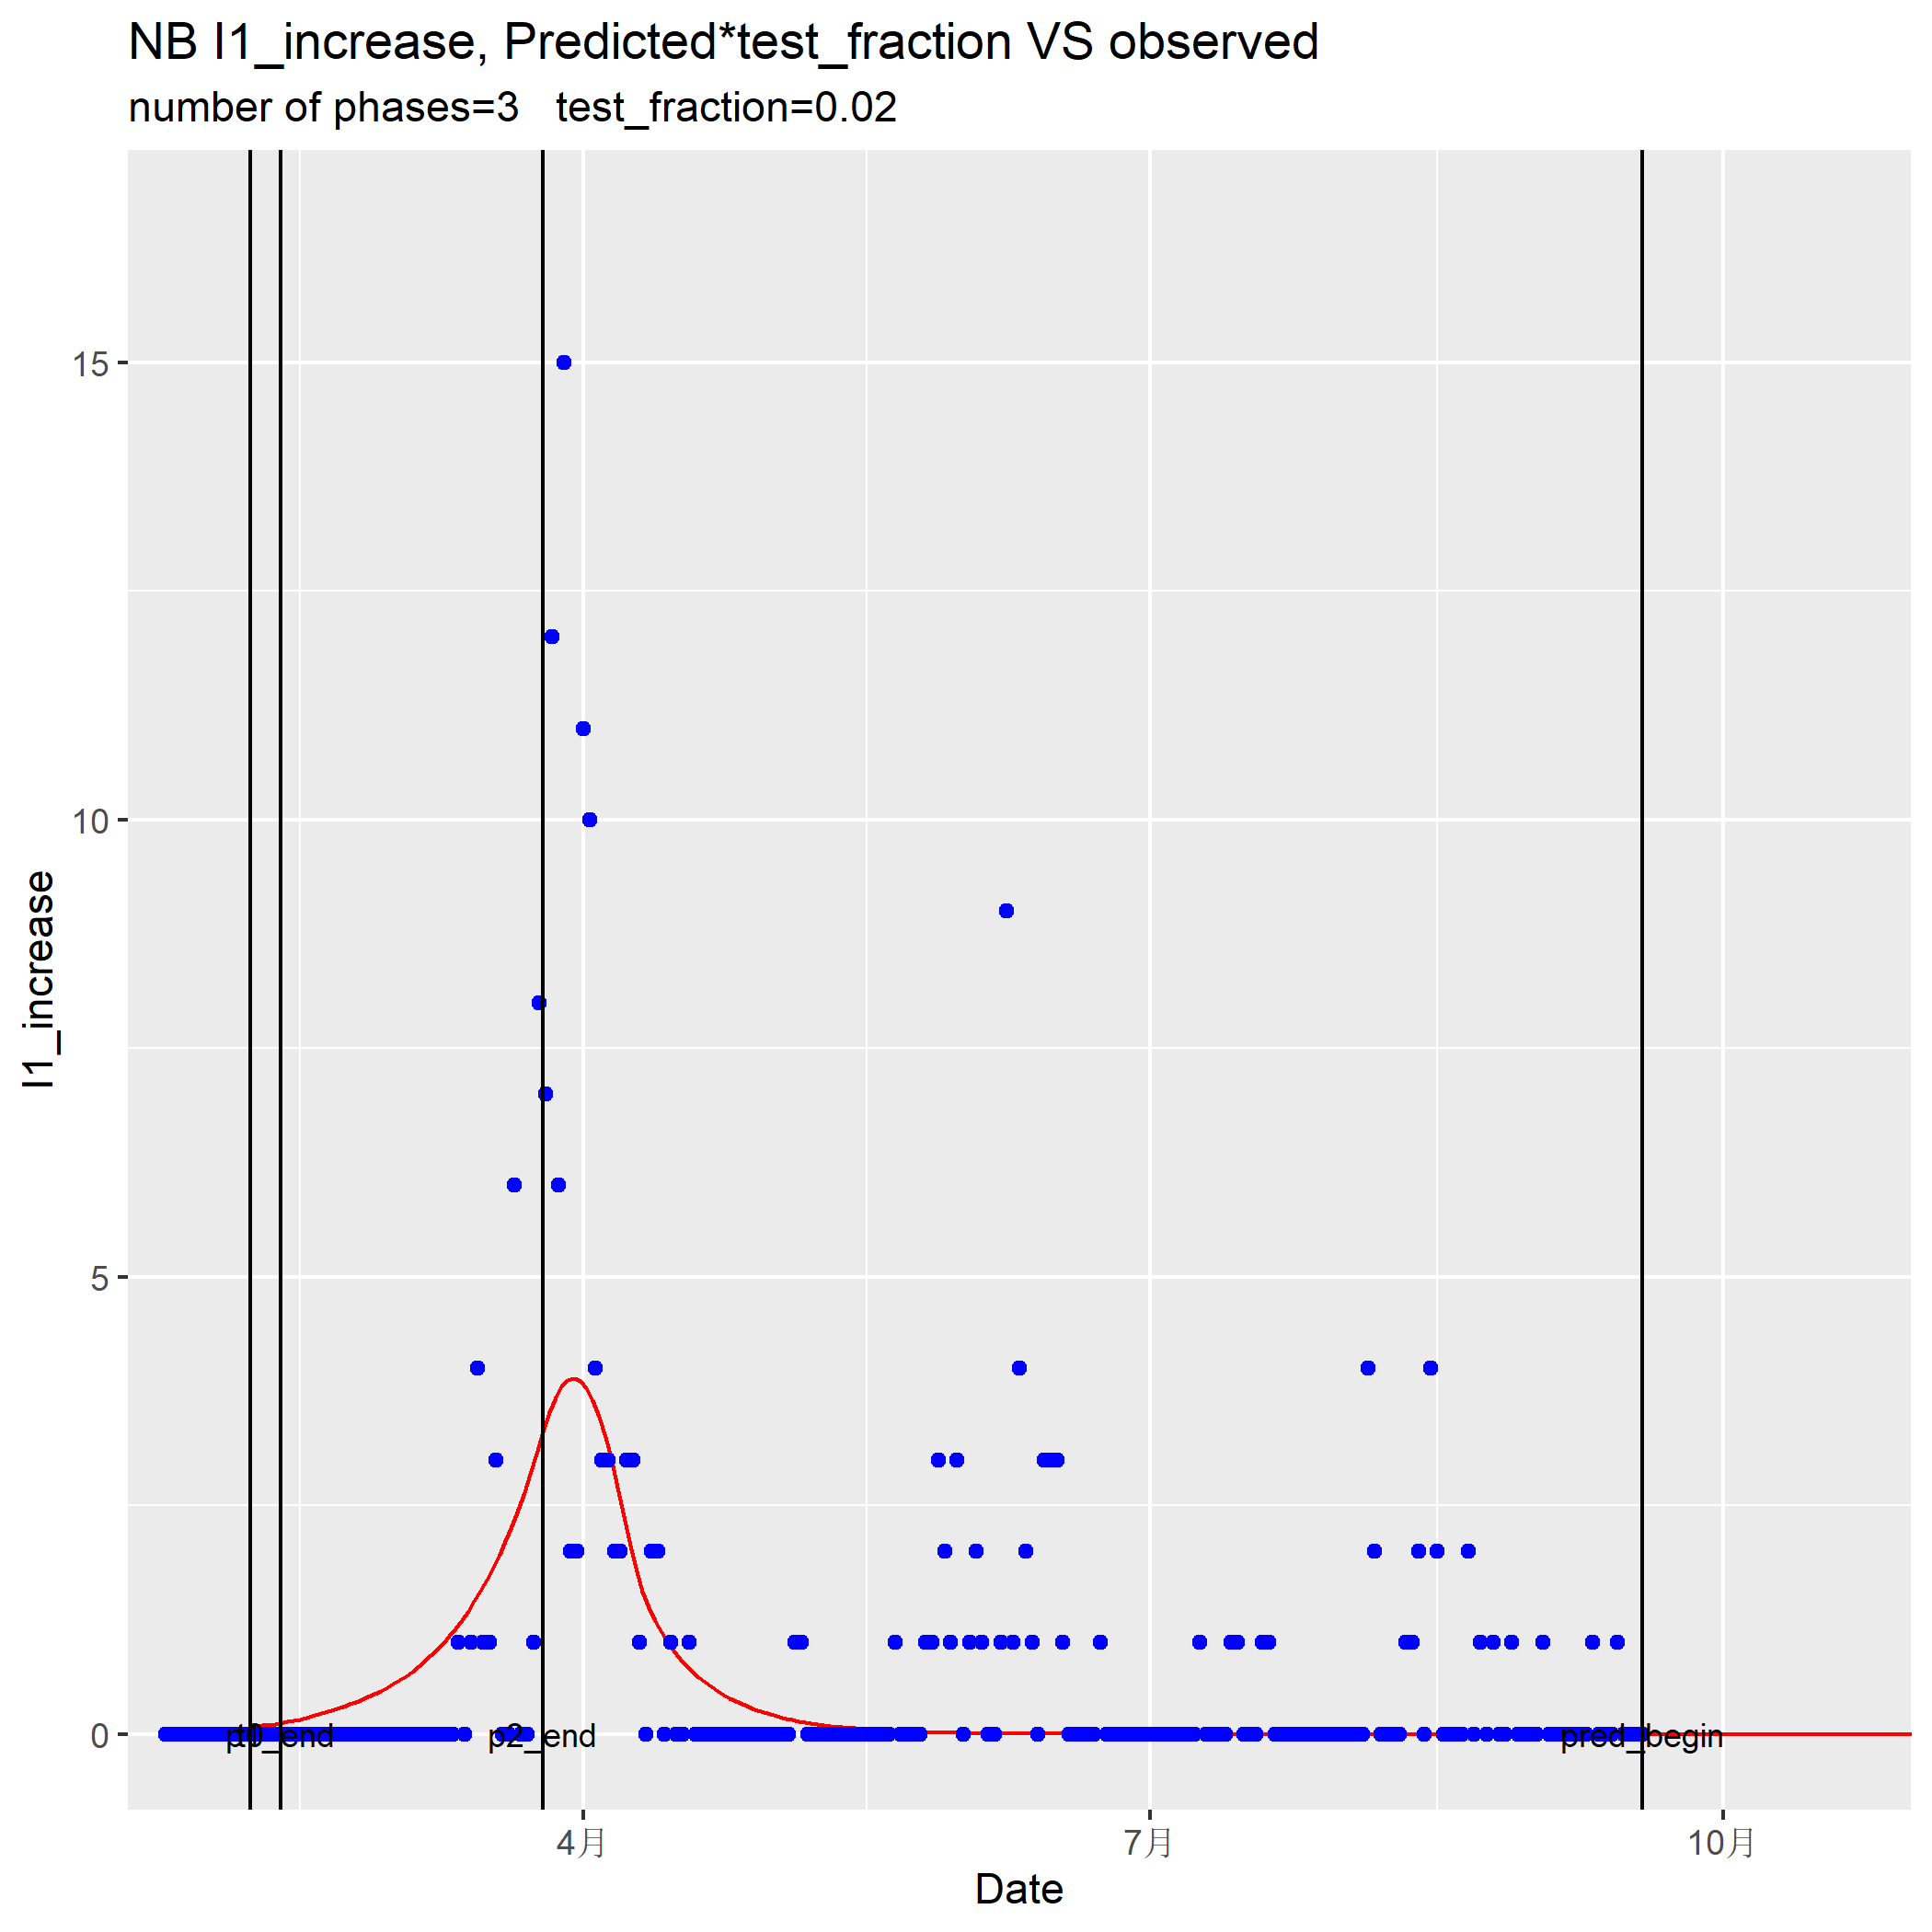 NB I1_increase, Predicted*test_fraction VS observed
number of phases=3   test_fraction=0.02
15
10
5
0
I1_increase
p2_end
pred_begin
4月
7月
10月
Date